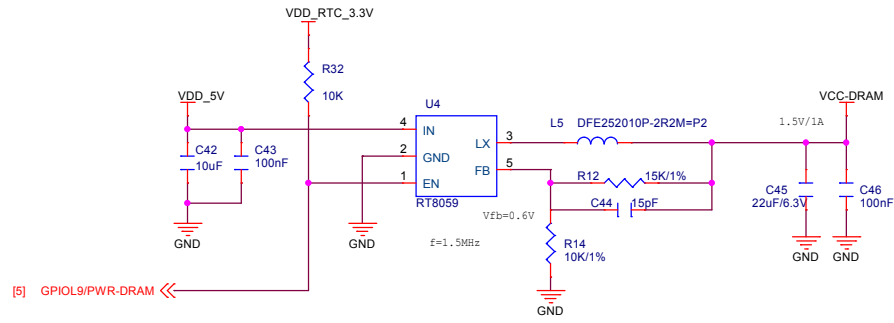 VDD_RTC_3.3V
R32
10K
VDD_5V
U4
VCC-DRAM
L5 DFE252010P-2R2M=P2
1.5V/1A
4 IN
LX 3
C42
10uF
C43
100nF
2 GND
FB 5
1 EN
RT8059
R12 15K/1%
C44 15pF
C45
22uF/6.3V
C46
100nF
Vfb=0.6V
f=1.5MHz
R14
10K/1%
GND
GND
GND
GND
GND
[5] GPIOL9/PWR-DRAM